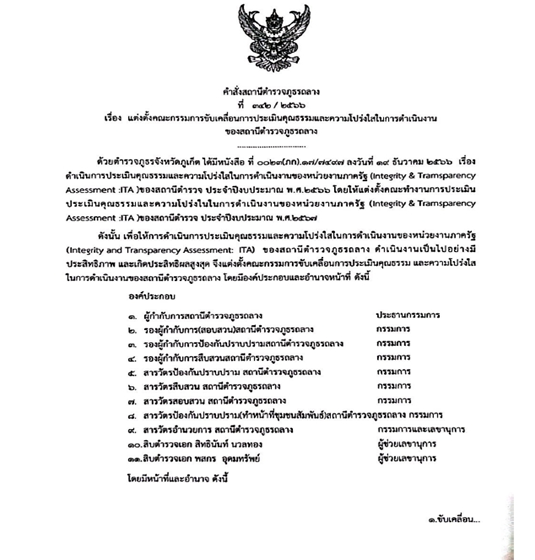 คำสั่งสถานีตำรวจภูธรถลาง
ที่ ๓๔๒ / ๒๕๖๖
เรื่อง แต่งตั้งคณะกรรมการขับเคลื่อนการประเมินคุณธรรมและความโปร่งใสในการดำเนินงาน
ของสถานีตำรวจภูธรถลาง
ด้วยตำรวจภูธรจังหวัดภูเก็ต ได้มีหนังสือ ที่ ๐๐๒๗(ภก).๑๗/๗๔๗ ลงวันที่ ๑๙ ธันวาคม ๒๕๖๖ เรื่อง
ดำเนินการประเมินคุณธรรมและความโปร่งใสในการดำเนินงานของหน่วยงานภาครัฐ (Integrity & Tramsparency
Assessment :ITA )ของสถานีตำรวจ ประจำปีงบประมาณ พ.ศ.๒๕๖๖ โดยให้แต่งตั้งคณะทำงานการประเมิน
ประเมินคุณธรรมและความโปร่งใสในการดำเนินงานของหน่วยงานภาครัฐ (Integrity & Tramsparency
Assessment :ITA )ของสถานีตำรวจ ประจำปีงบประมาณ พ.ศ.๒๕๖๗
ดังนั้น เพื่อให้การดำเนินการประเมินคุณธรรมและความโปร่งใสในการดำเนินงานของหน่วยงานภาครัฐ
(Integrity and Transparency Assessment: ITA) ของสถานีตำรวจภูธรถลาง ดำเนินงานเป็นไปอย่างมี
ประสิทธิภาพ และเกิดประสิทธิผลสูงสุด จึงแต่งตั้งคณะกรรมการขับเคลื่อนการประเมินคุณธรรม และความโปร่งใส
ในการดำเนินงานของสถานีตำรวจภูธรถลาง โดยมีองค์ประกอบและอำนาจหน้าที่ ดังนี้
องค์ประกอบ
๑. ผู้กำกับการสถานีตำรวจภูธรถลาง ประธานกรรมการ
๒. รองผู้กำกับการ(สอบสวน)สถานีตำรวจภูธรถลาง กรรมการ
๓. รองผู้กำกับการป้องกันปราบปรามสถานีตำรวจภูธรถลาง กรรมการ
๔. รองผู้กำกับการสืบสวนสถานีตำรวจภูธรถลาง กรรมการ
๕. สารวัตรป้องกันปราบปราม สถานีตำรวจภูธรถลาง กรรมการ
๖. สารวัตรสืบสวน สถานีตำรวจภูธรถลาง กรรมการ
๗. สารวัตรสอบสวน สถานีตำรวจภูธรถลาง กรรมการ
๘. สารวัตรป้องกันปราบปราม(ทำหน้าที่ชุมชนสัมพันธ์)สถานีตำรวจภูธรถลาง กรรมการ
๙. สารวัตรอำนวยการ สถานีตำรวจภูธรถลาง กรรมการและเลขานุการ
๑๐.สิบตำรวจเอก สิทธินันท์ นวลทอง ผู้ช่วยเลขานุการ
๑๑.สิบตำรวจเอก พสกร อุดมทรัพย์ ผู้ช่วยเลขานุการ
โดยมีหน้าที่และอำนาจ ดังนี้
๑.ขับเคลื่อน...